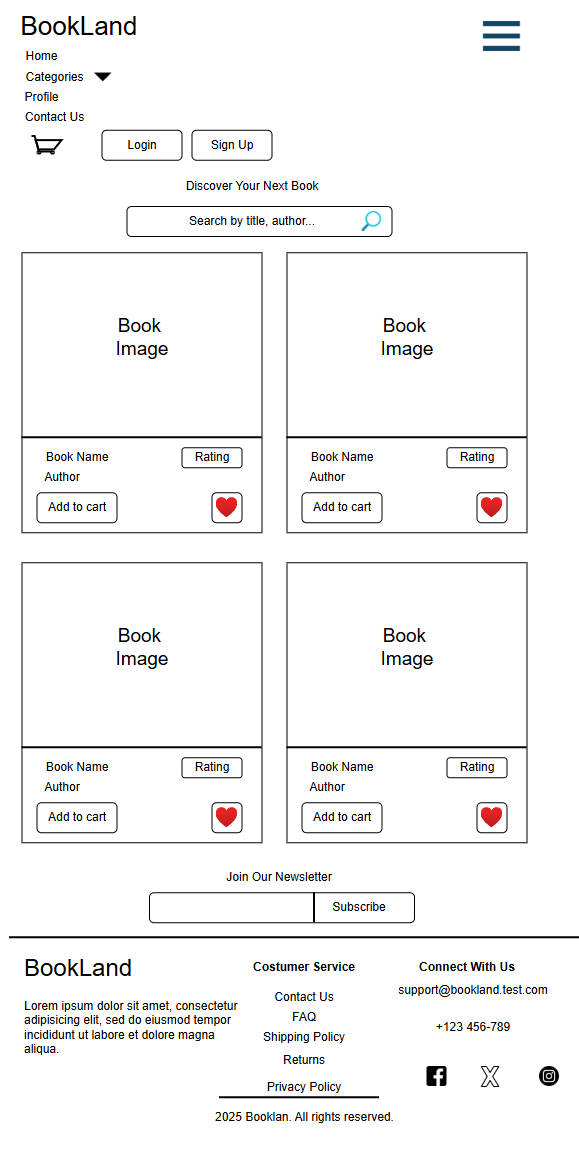 BookLand
Home
Categories
Profile
Contact Us
Login
Sign Up
Discover Your Next Book
Search by title, author...
Book
Image
Book Name
Rating
Author
Add to cart
Book
Image
Book Name
Rating
Author
Add to cart
Book
Image
Book Name
Rating
Author
Add to cart
Book
Image
Book Name
Rating
Author
Add to cart
Join Our Newsletter
Subscribe
BookLand
Lorem ipsum dolor sit amet, consectetur
adipisicing elit, sed do eiusmod tempor
incididunt ut labore et dolore magna
aliqua.
Costumer Service
Contact Us
FAQ
Shipping Policy
Returns
Privacy Policy
Connect With Us
support@bookland.test.com
+123 456-789
2025 Booklan. All rights reserved.